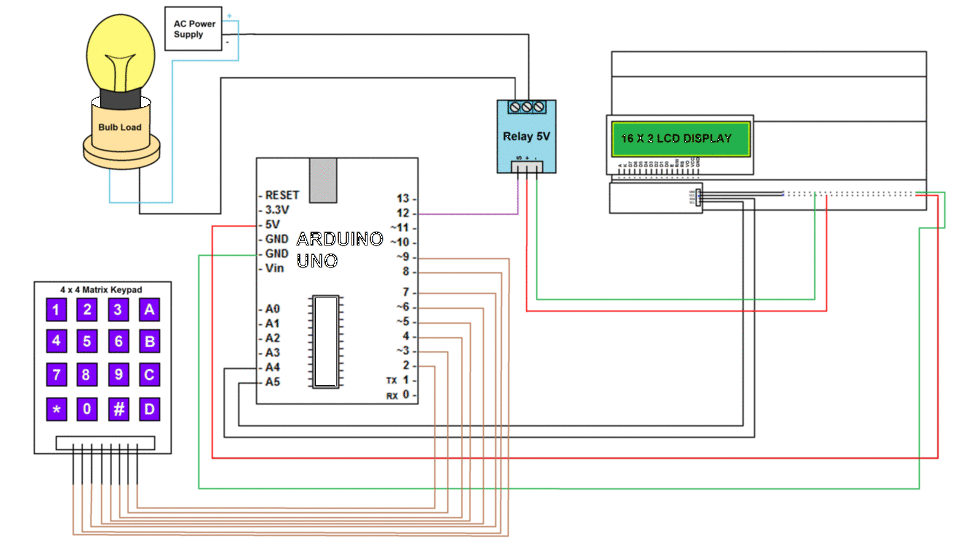 AC Power
Supply
+
-
Bulb Load
Relay 5V
S + -
16 X 2 LCD DISPLAY
ARDUINO
UNO
- RESET
- 3.3V
- 5V
- GND
- GND
- Vin
- A0
- A1
- A2
- A3
- A4
- A5
13 -
12 -
~11 -
~10 -
~9 -
8 -
7 -
~6 -
~5 -
4 -
~3 -
2 -
TX 1 -
RX 0 -
4 x 4 Matrix Keypad
1 2 3 A
4 5 6 B
7 8 9 C
* 0 # D